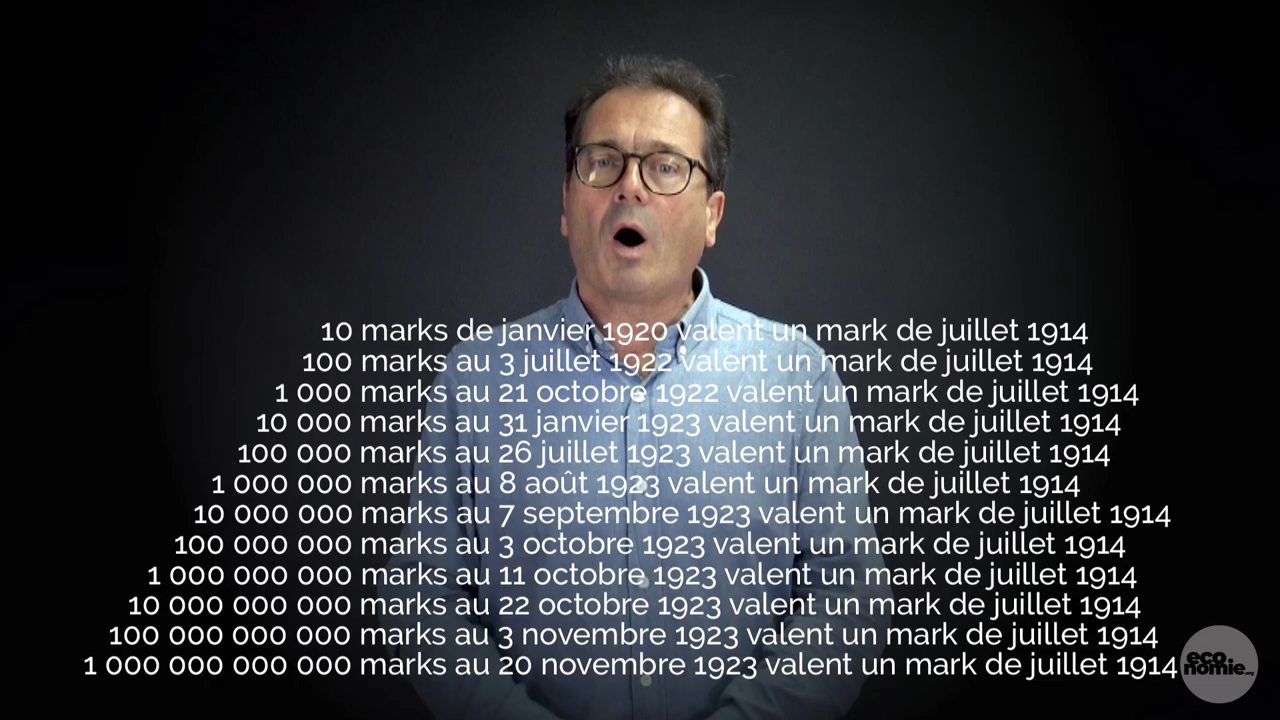 10 marks de janvier 1920 valent un mark de juillet 1914
100 marks au 3 juillet 1922 valent un mark de juillet 1914
1 000 marks au 21 octobre 1922 valent un mark de juillet 1914
10 000 marks au 31 janvier 1923 valent un mark de juillet 1914
100 000 marks au 26 juillet 1923 valent un mark de juillet 1914
1 000 000 marks au 8 août 1923 valent un mark de juillet 1914
10 000 000 marks au 7 septembre 1923 valent un mark de juillet 1914
100 000 000 marks au 3 octobre 1923 valent un mark de juillet 1914
1 000 000 000 marks au 11 octobre 1923 valent un mark de juillet 1914
10 000 000 000 marks au 22 octobre 1923 valent un mark de juillet 1914
100 000 000 000 marks au 3 novembre 1923 valent un mark de juillet 1914
1 000 000 000 000 marks au 20 novembre 1923 valent un mark de juillet 1914
eco
nomie.org